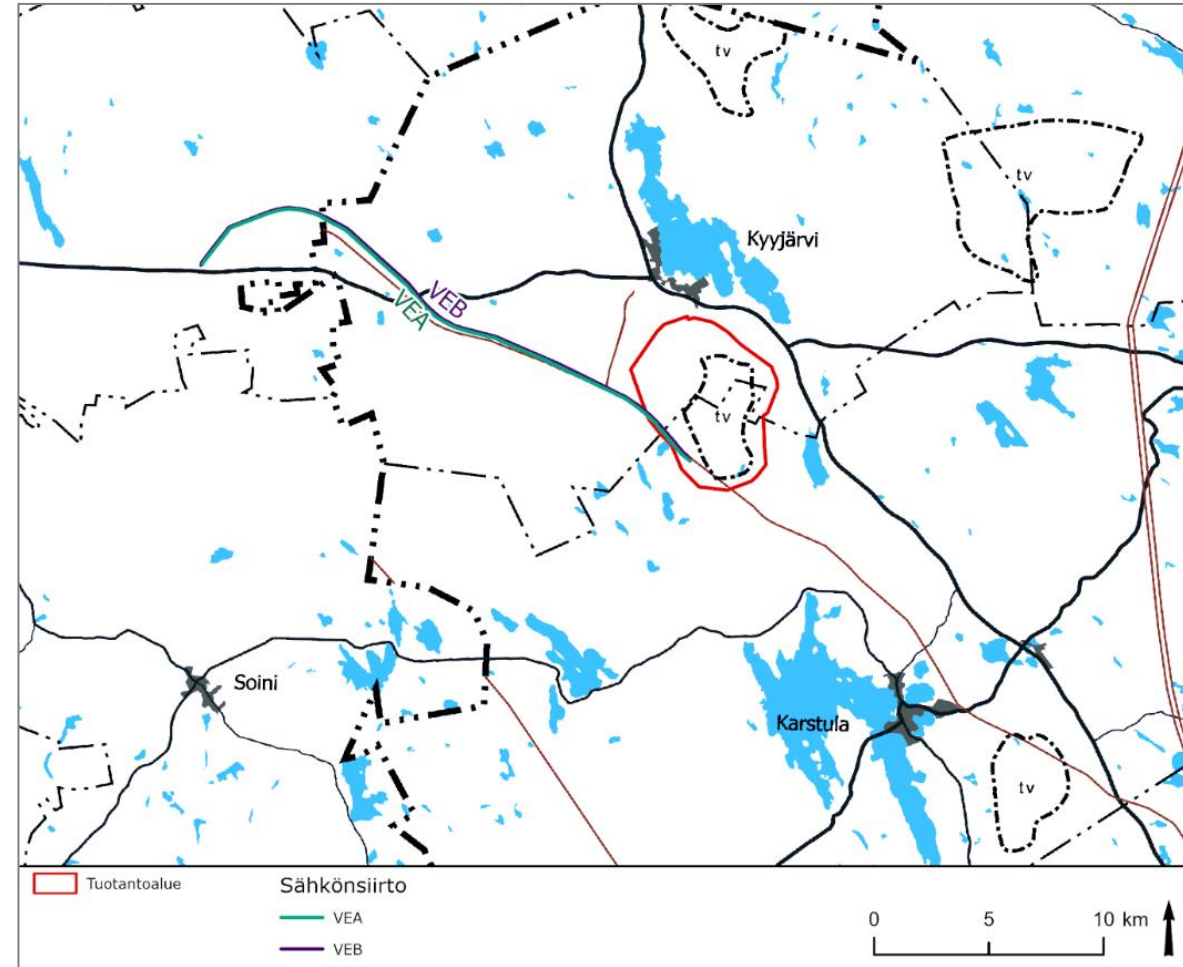 tv
tv
Kyyjärvi
VEB
VEA
tv
Soini
Karstula
tv
Tuotantoalue
Sähkönsiirto
VEA
VEB
0 5 10 km